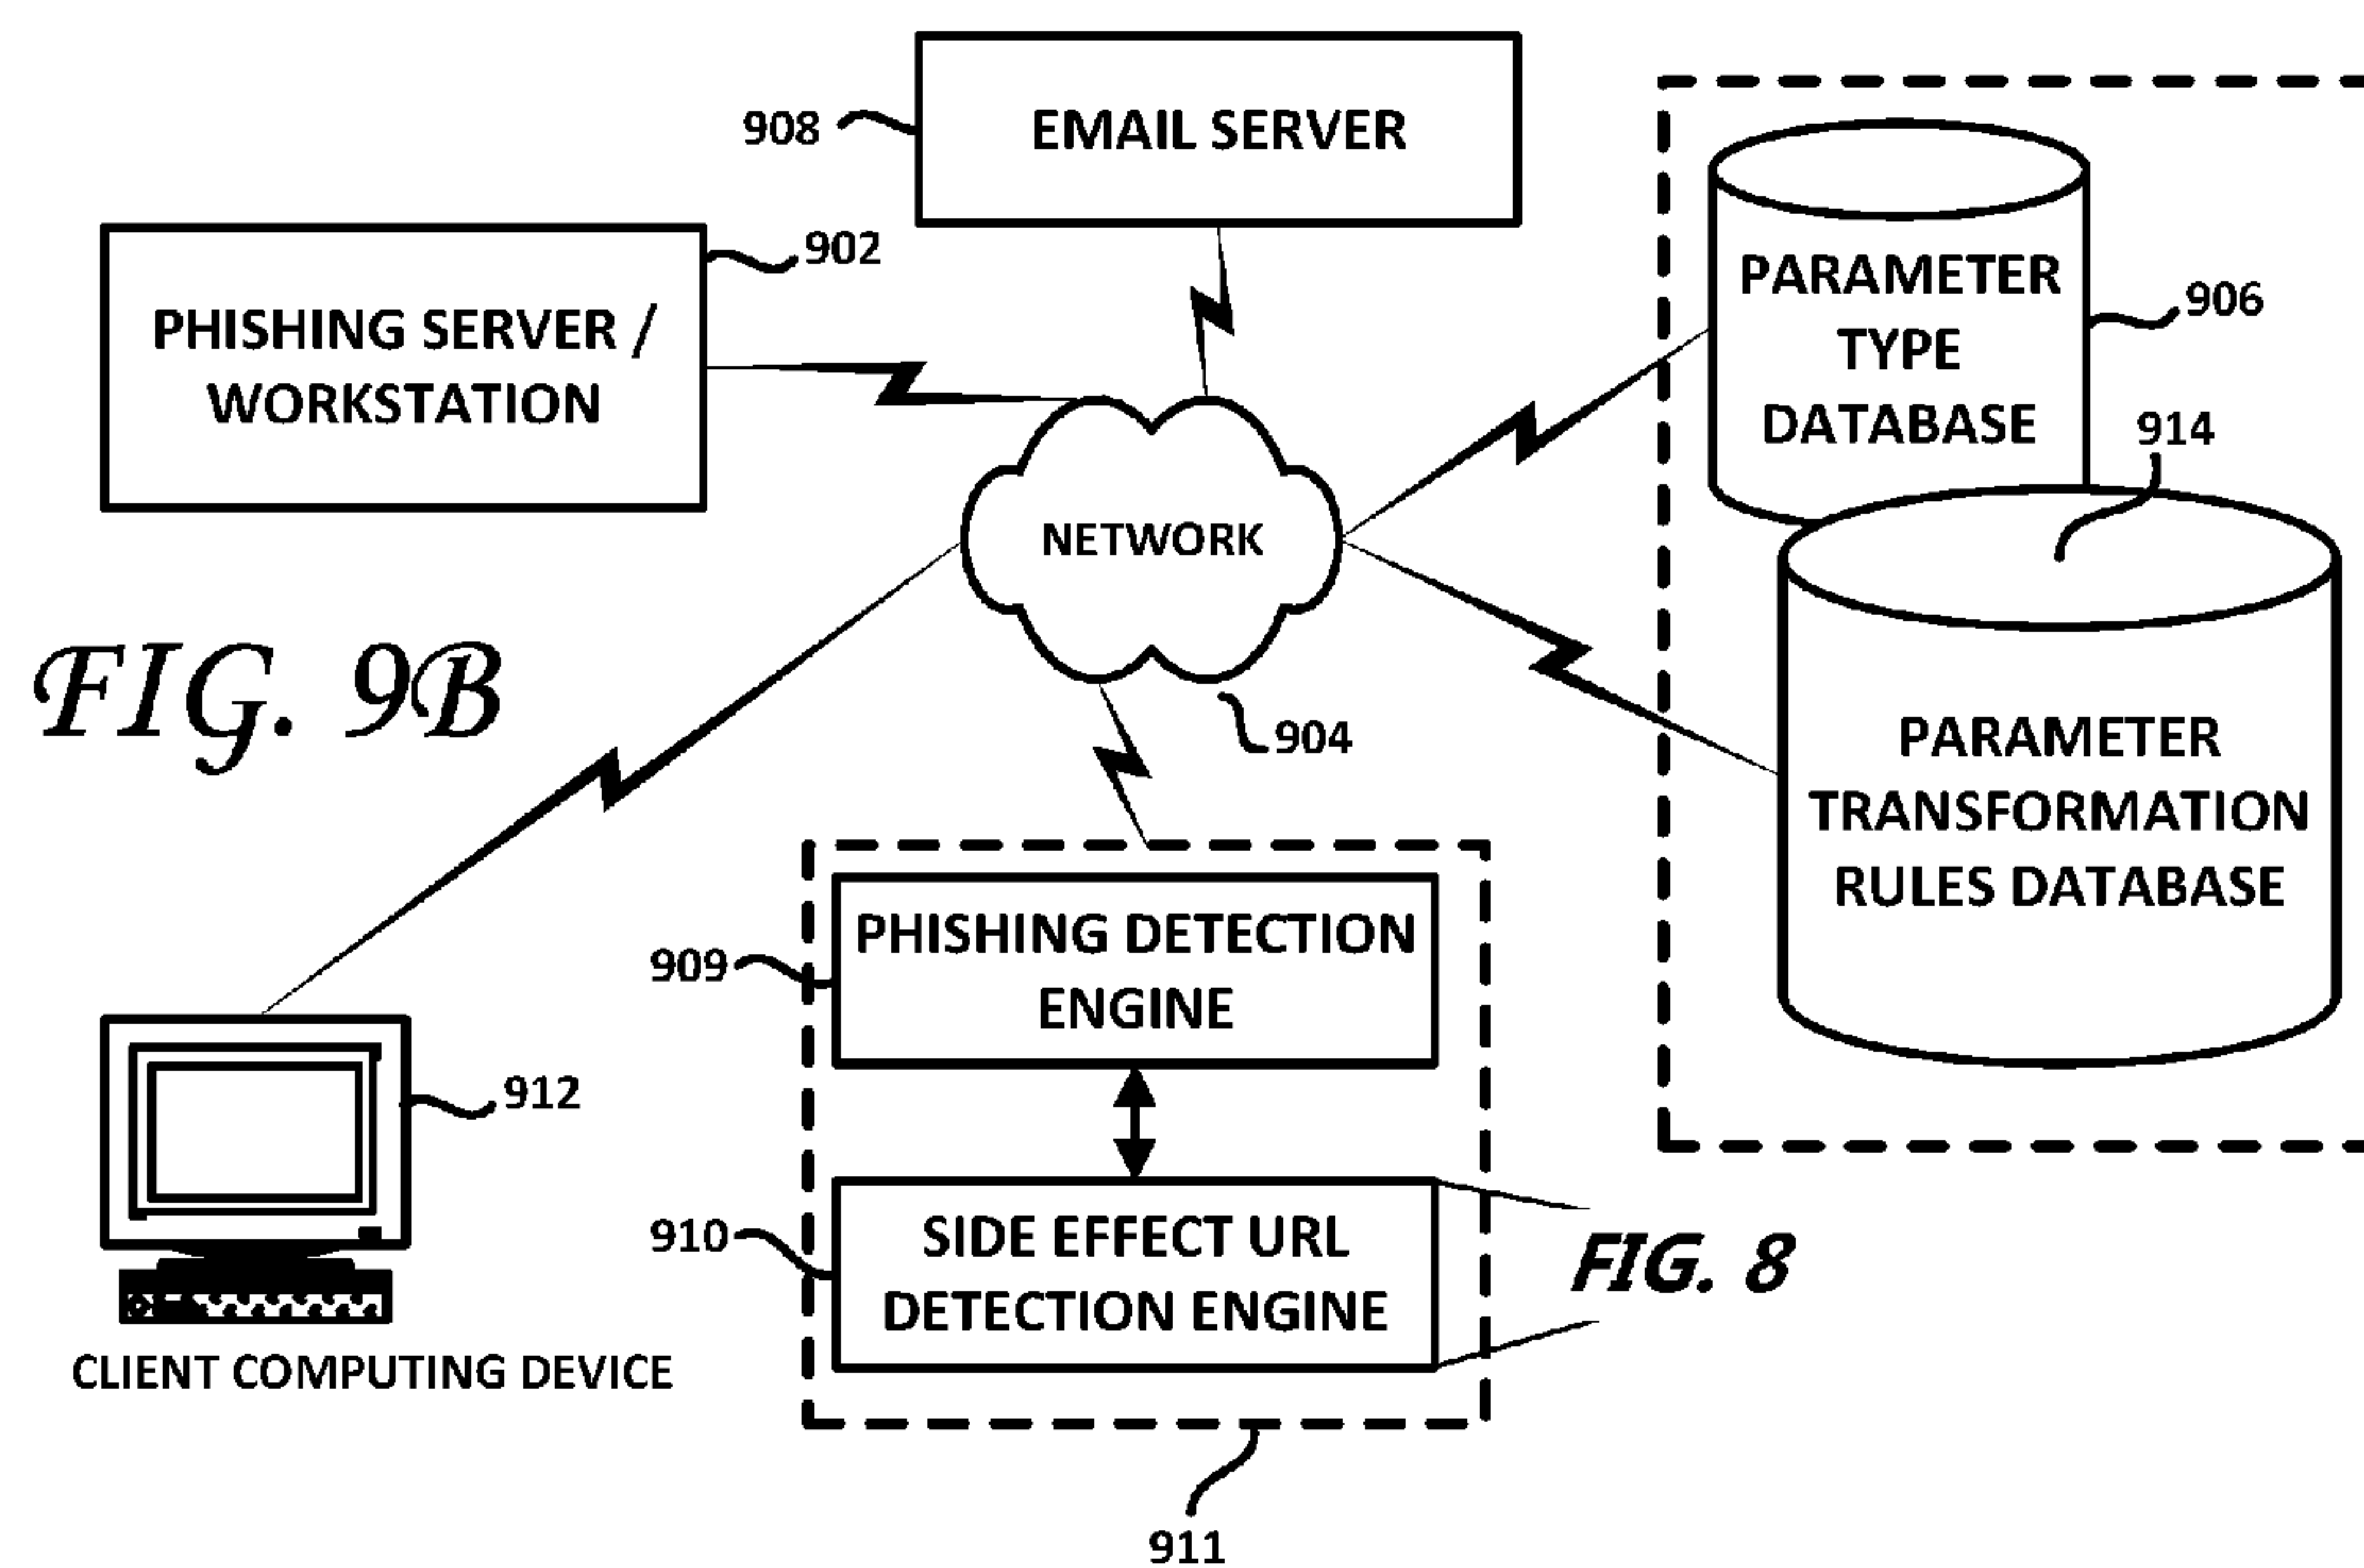 908
EMAIL SERVER
902
PHISHING SERVER /
WORKSTATION
PARAMETER
TYPE
DATABASE
906
914
NETWORK
904
FIG. 9B
PARAMETER
TRANSFORMATION
RULES DATABASE
909
PHISHING DETECTION
ENGINE
912
910
SIDE EFFECT URL
DETECTION ENGINE
FIG. 8
CLIENT COMPUTING DEVICE
911